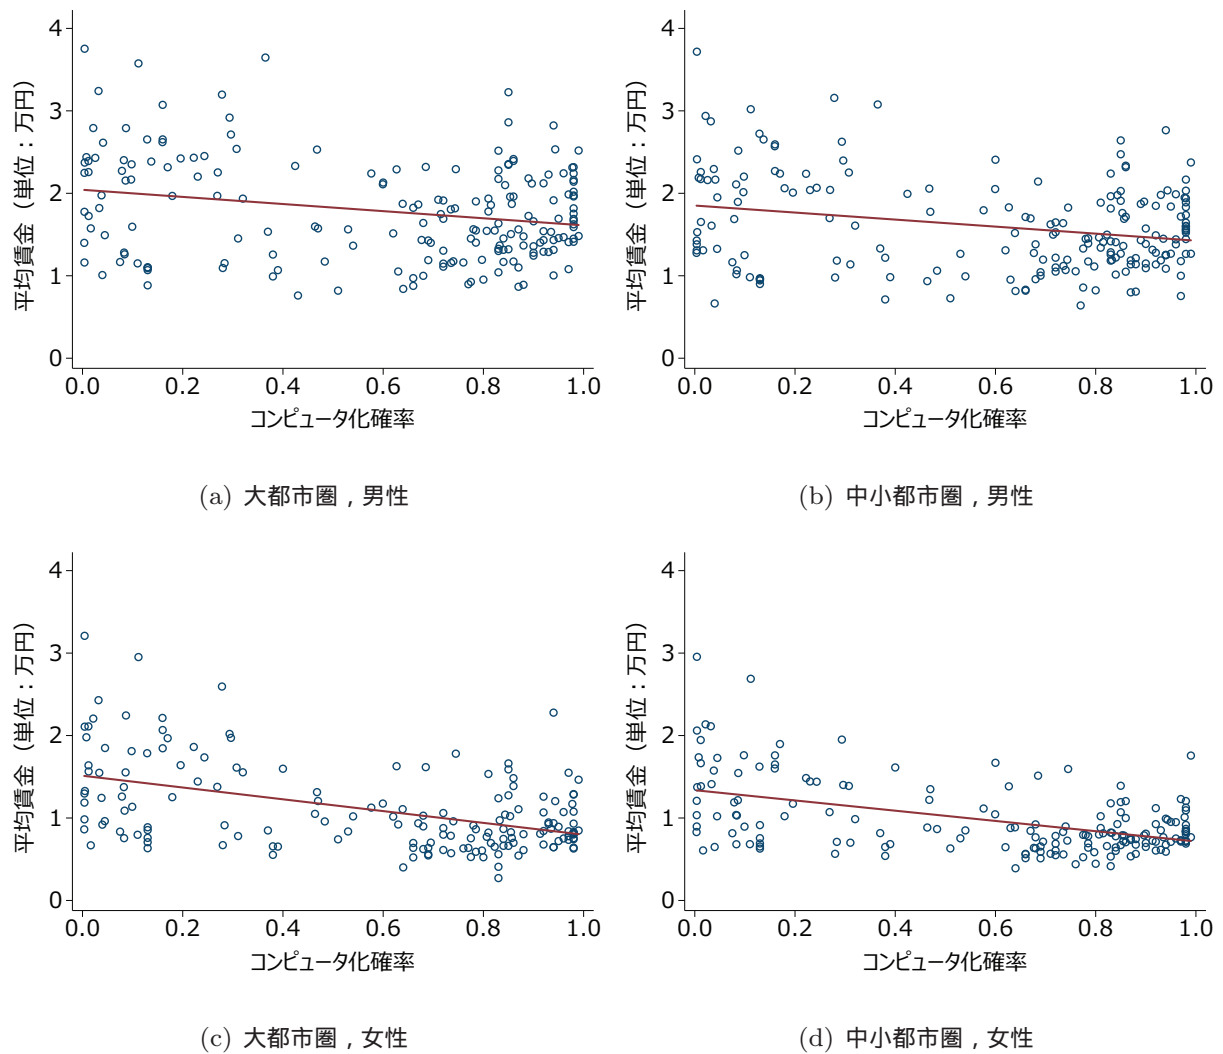 4
3
2
1
0
平均賃金（単位：万円）
0.0 0.2 0.4 0.6 0.8 1.0
コンピュータ化確率
(a) 大都市圏，男性
4
3
2
1
0
平均賃金（単位：万円）
0.0 0.2 0.4 0.6 0.8 1.0
コンピュータ化確率
(b) 中小都市圏，男性
4
3
2
1
0
平均賃金（単位：万円）
0.0 0.2 0.4 0.6 0.8 1.0
コンピュータ化確率
(c) 大都市圏，女性
4
3
2
1
0
平均賃金（単位：万円）
0.0 0.2 0.4 0.6 0.8 1.0
コンピュータ化確率
(d) 中小都市圏，女性